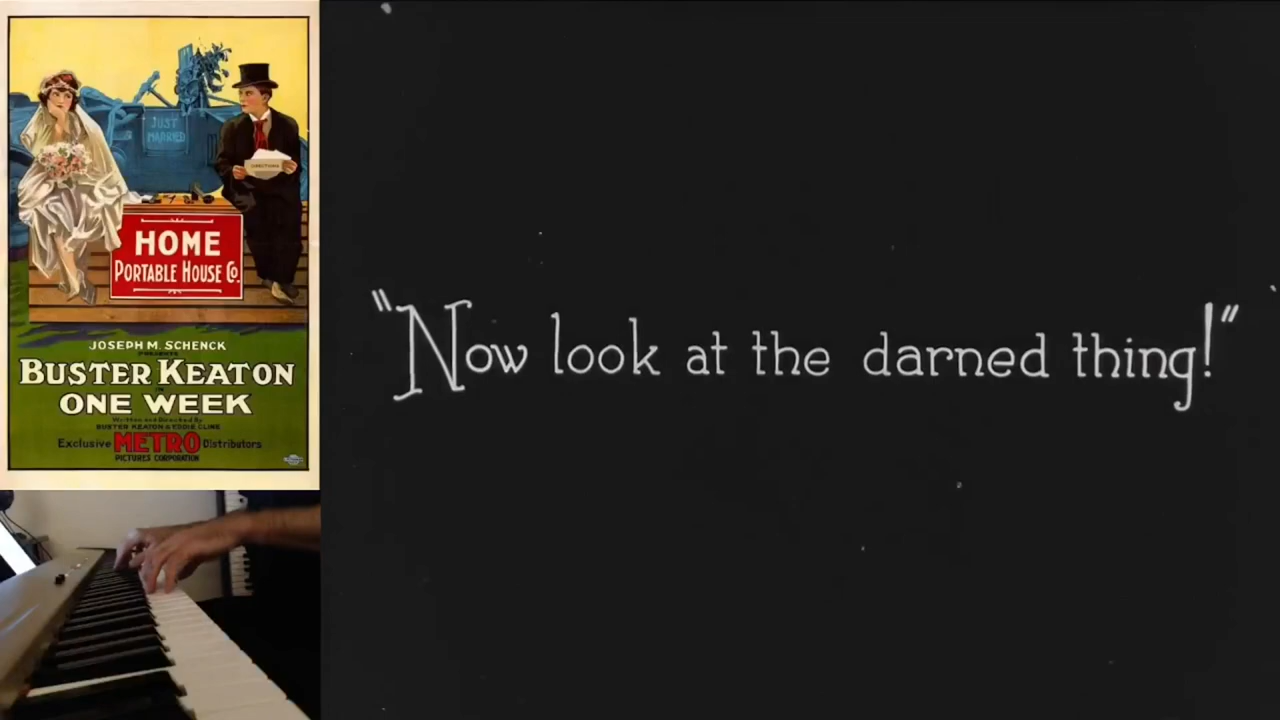 JUST
MARRIED
DIRECTIONS
HOME
PORTABLE HOUSE CO.
JOSEPH M. SCHENCK
PRESENTS
BUSTER KEATON
IN
ONE WEEK
Written and Directed By
BUSTER KEATON & EDDIE CLINE
Exclusive METRO Distributors
PICTURES CORPORATION
"Now look at the darned thing!"